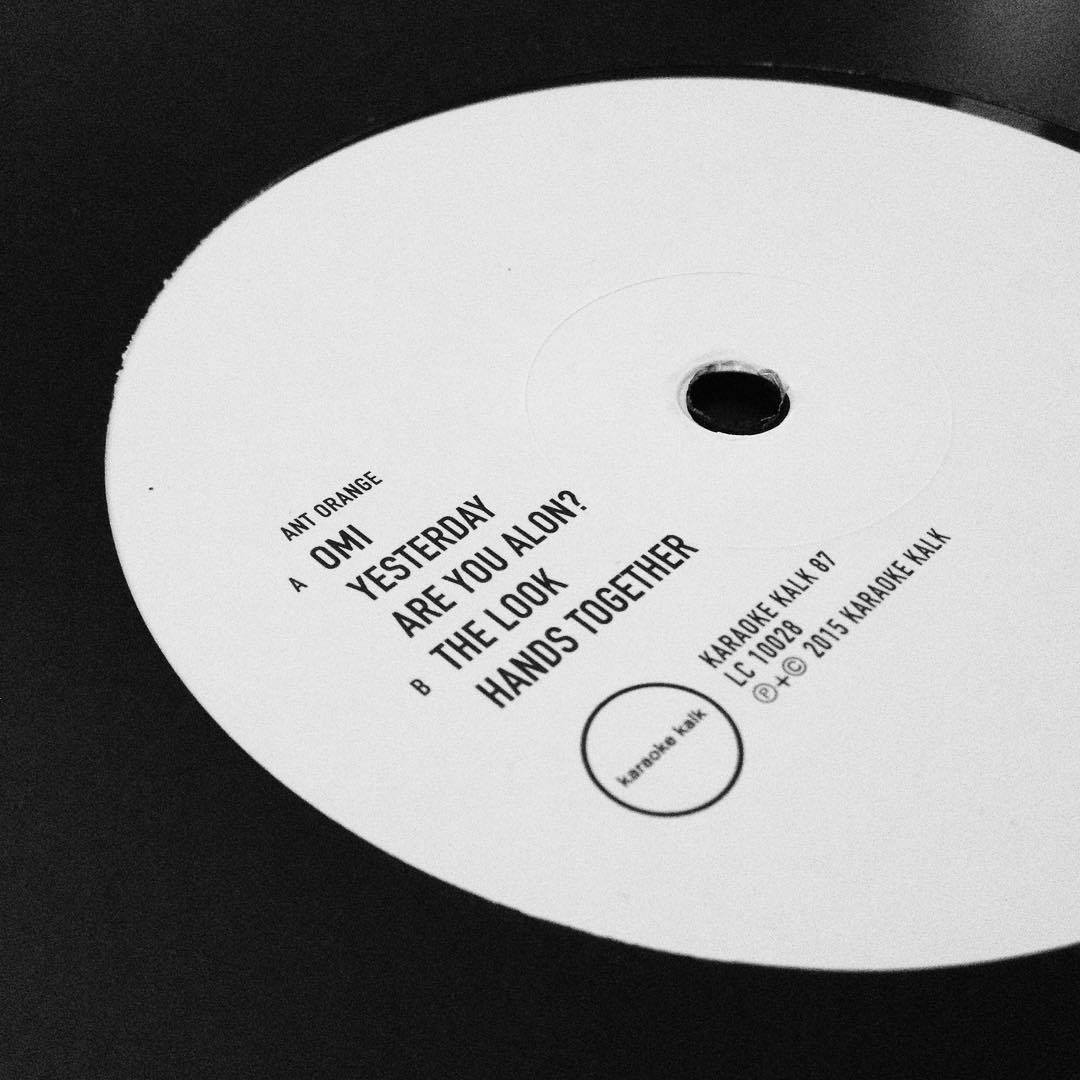 ANT ORANGE
A OMI
YESTERDAY
ARE YOU ALON?
B THE LOOK
HANDS TOGETHER
KARAOKE KALK 87
LC 10028
Ⓟ+© 2015 KARAOKE KALK
karaoke kalk